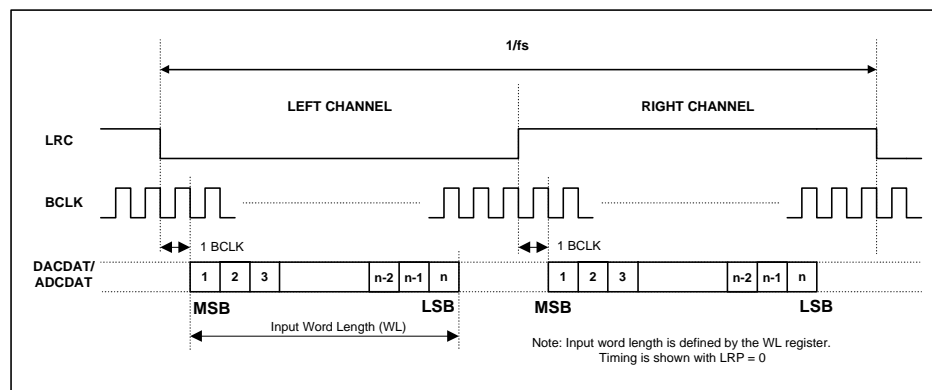 1/fs
LEFT CHANNEL RIGHT CHANNEL
LRC
BCLK
1 BCLK 1 BCLK
DACDAT/
ADCDAT
1 2 3 n-2 n-1 n 1 2 3 n-2 n-1 n
MSB LSB MSB LSB
Input Word Length (WL)
Note: Input word length is defined by the WL register.
Timing is shown with LRP = 0